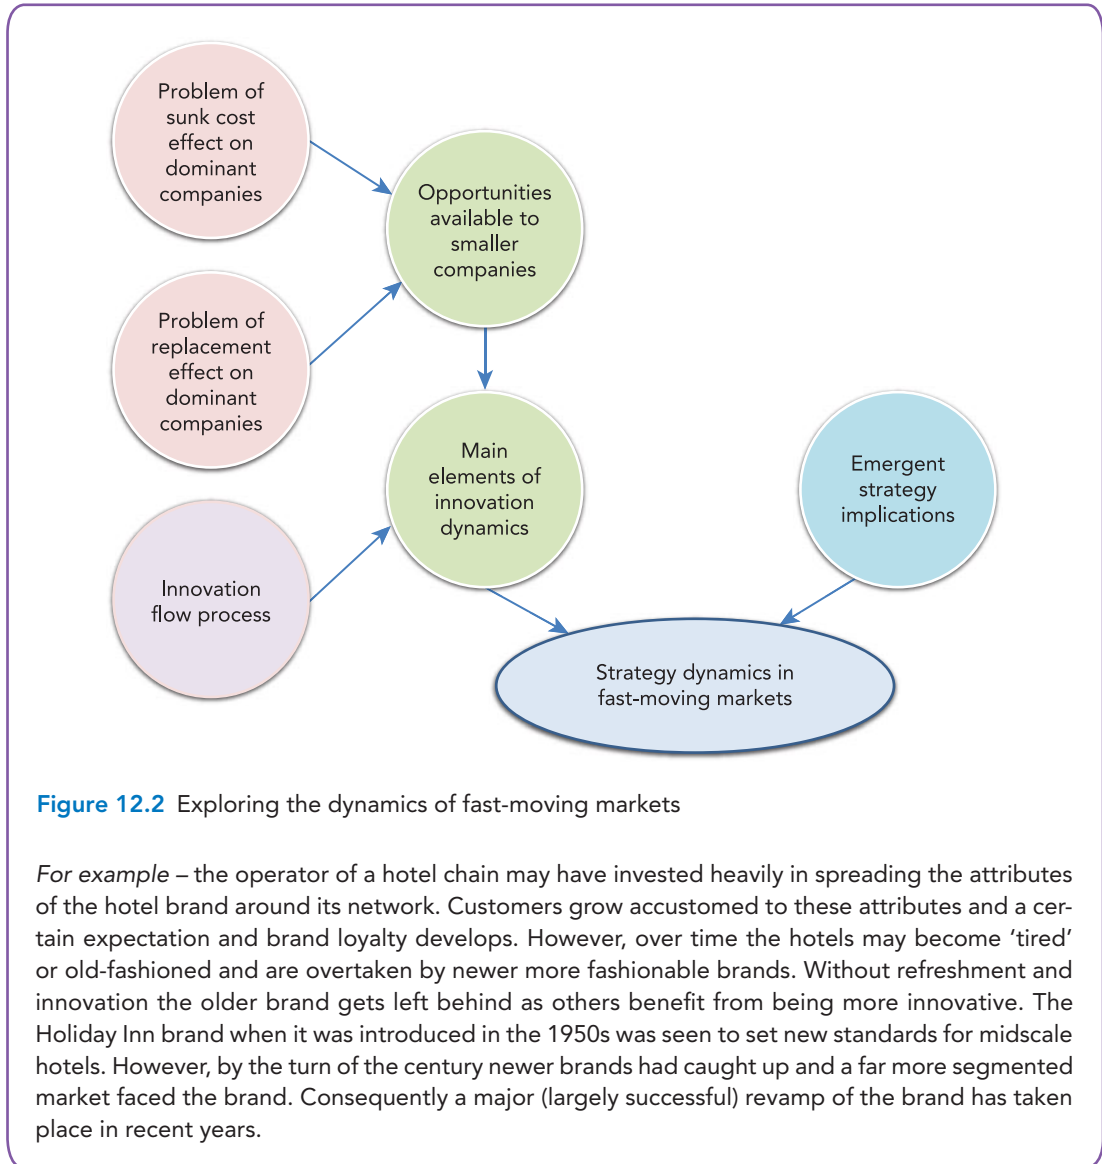 Problem of
sunk cost
effect on
dominant
companies
Opportunities
available to
smaller
companies
Problem of
replacement
effect on
dominant
companies
Main
elements of
innovation
dynamics
Emergent
strategy
implications
Innovation
flow process
Strategy dynamics in
fast-moving markets
Figure 12.2 Exploring the dynamics of fast-moving markets
For example – the operator of a hotel chain may have invested heavily in spreading the attributes
of the hotel brand around its network. Customers grow accustomed to these attributes and a cer-
tain expectation and brand loyalty develops. However, over time the hotels may become ‘tired’
or old-fashioned and are overtaken by newer more fashionable brands. Without refreshment and
innovation the older brand gets left behind as others benefit from being more innovative. The
Holiday Inn brand when it was introduced in the 1950s was seen to set new standards for midscale
hotels. However, by the turn of the century newer brands had caught up and a far more segmented
market faced the brand. Consequently a major (largely successful) revamp of the brand has taken
place in recent years.